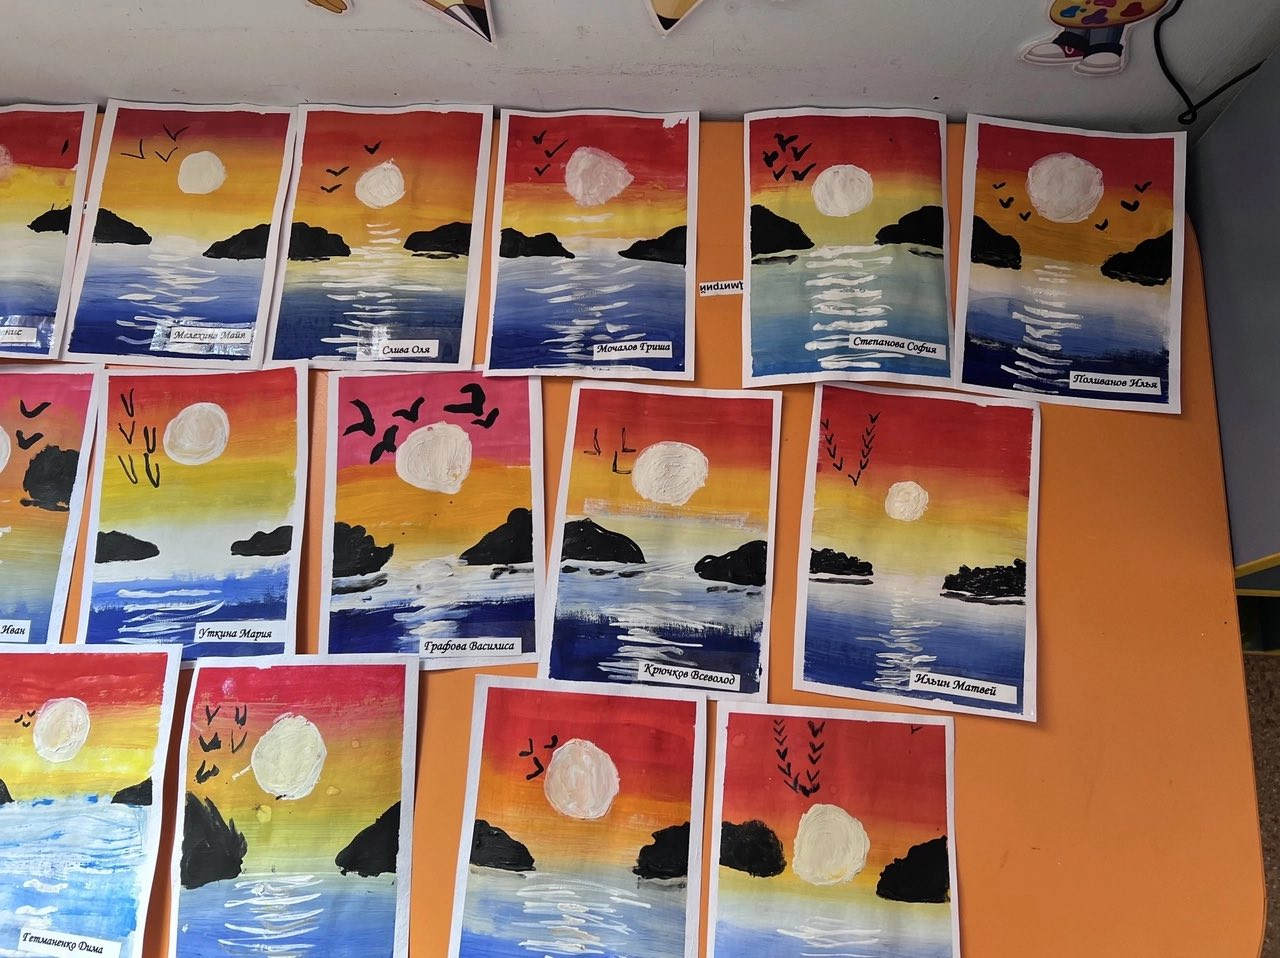 Мелехина Майя
Слива Оля
Мочалов Гриша
Дмитрий
Степанова София
Поливанов Илья
Иван
Уткина Мария
Графова Василиса
Крючков Всеволод
Ильин Матвей
Гетманенко Дима